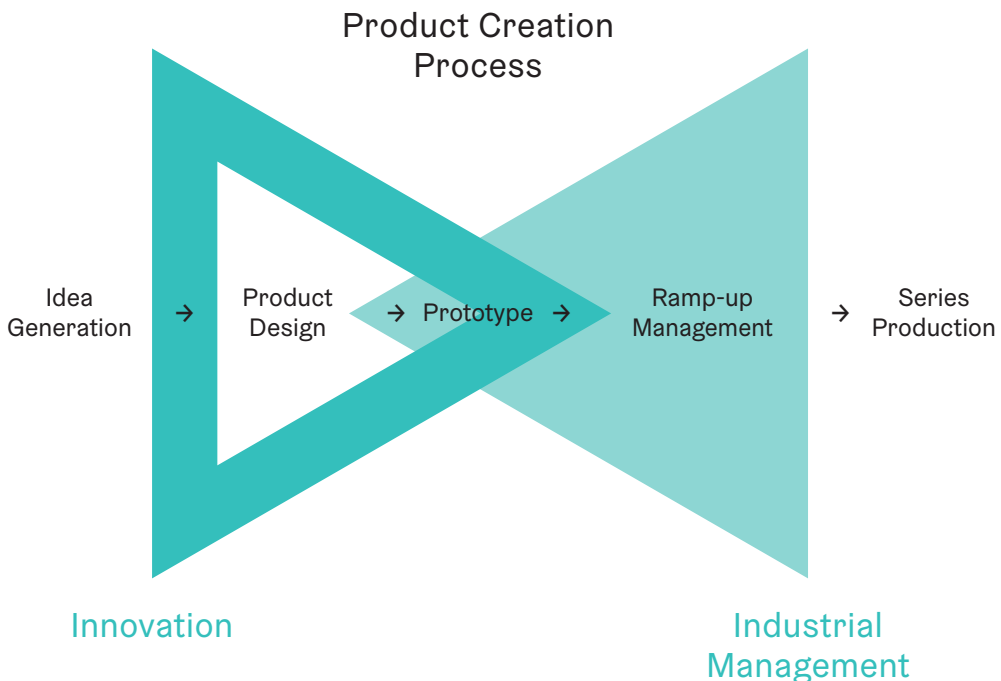 Product Creation
Process
Idea
Generation
→
Product
Design
→
Prototype
→
Ramp-up
Management
→
Series
Production
Innovation
Industrial
Management